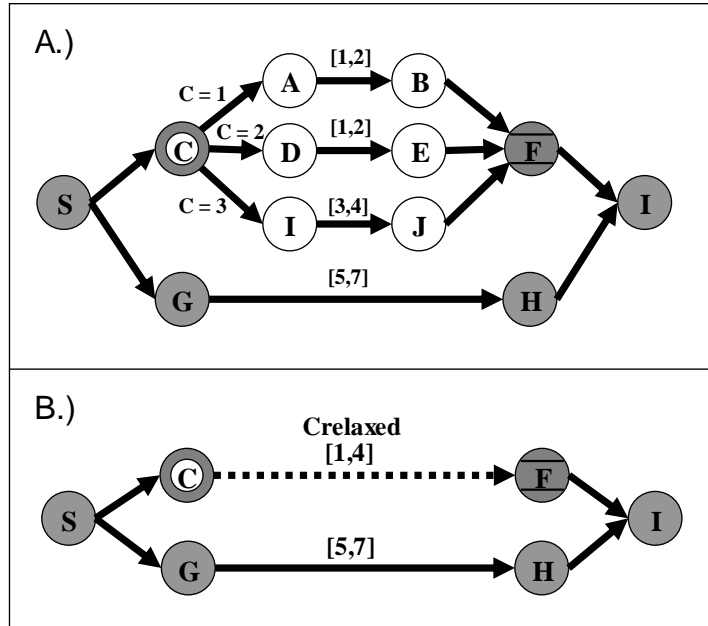 A.)
[1,2]
A
B
C = 1
[1,2]
C = 2
C
D
E
F
[3,4]
C = 3
S
I
J
I
[5,7]
G
H
B.)
Crelaxed
[1,4]
C
F
S
I
[5,7]
G
H